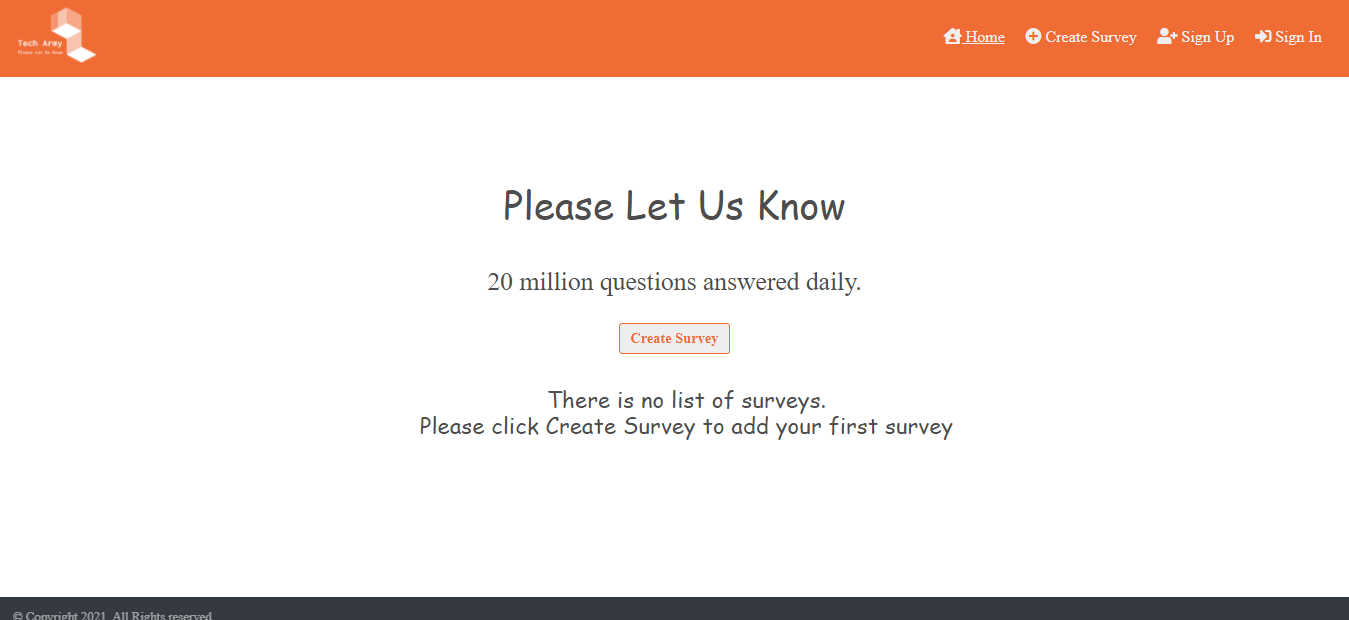 Tech Army
Please Let Us Know
Home
Create Survey
Sign Up
Sign In
Please Let Us Know
20 million questions answered daily.
Create Survey
There is no list of surveys.
Please click Create Survey to add your first survey
© Copyright 2021. All Rights reserved